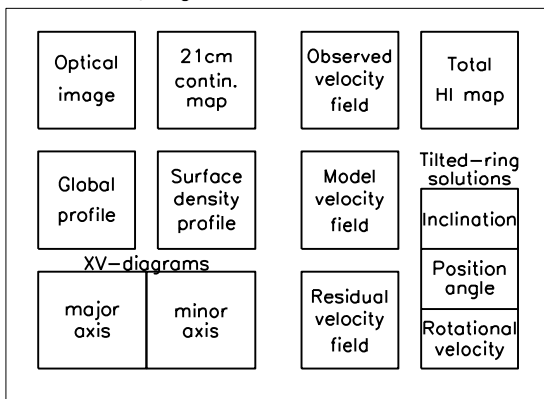 Optical
image
21cm
contin.
map
Observed
velocity
field
Total
HI map
Global
profile
Surface
density
profile
Model
velocity
field
Tilted-ring
solutions
Inclination
Position
angle
Rotational
velocity
XV-diagrams
major
axis
minor
axis
Residual
velocity
field